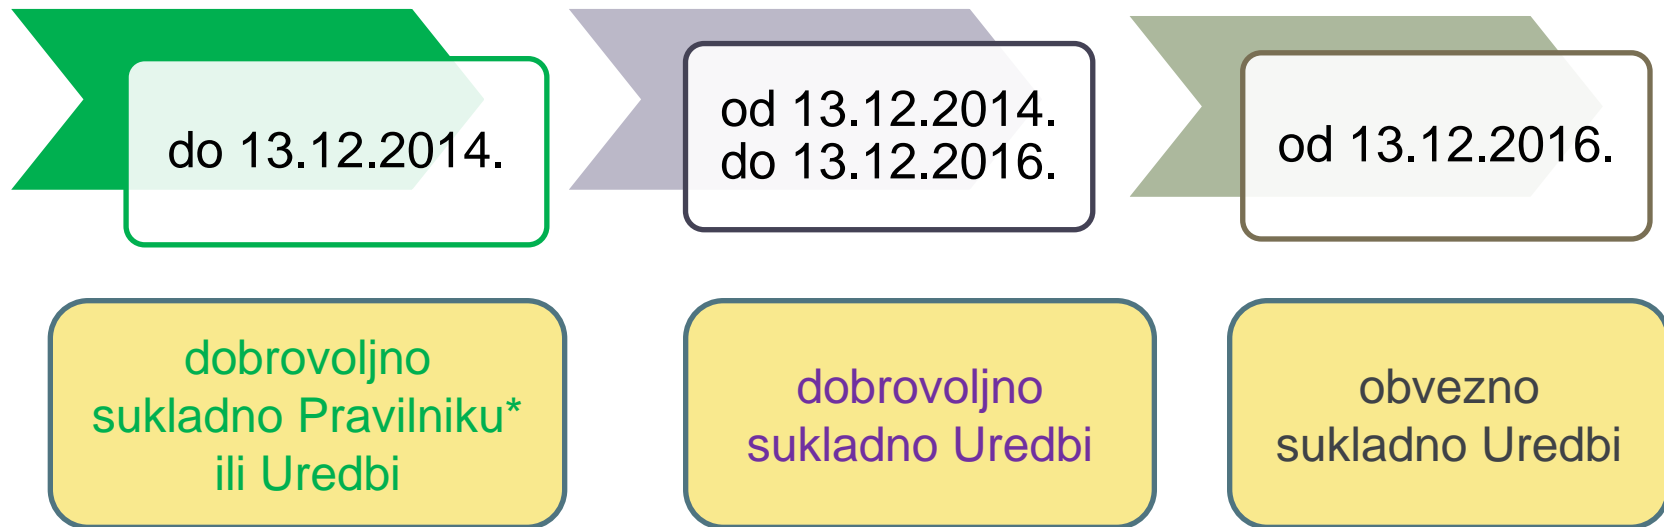 do 13.12.2014.
od 13.12.2014.
do 13.12.2016.
od 13.12.2016.
dobrovoljno
sukladno Pravilniku*
ili Uredbi
dobrovoljno
sukladno Uredbi
obvezno
sukladno Uredbi